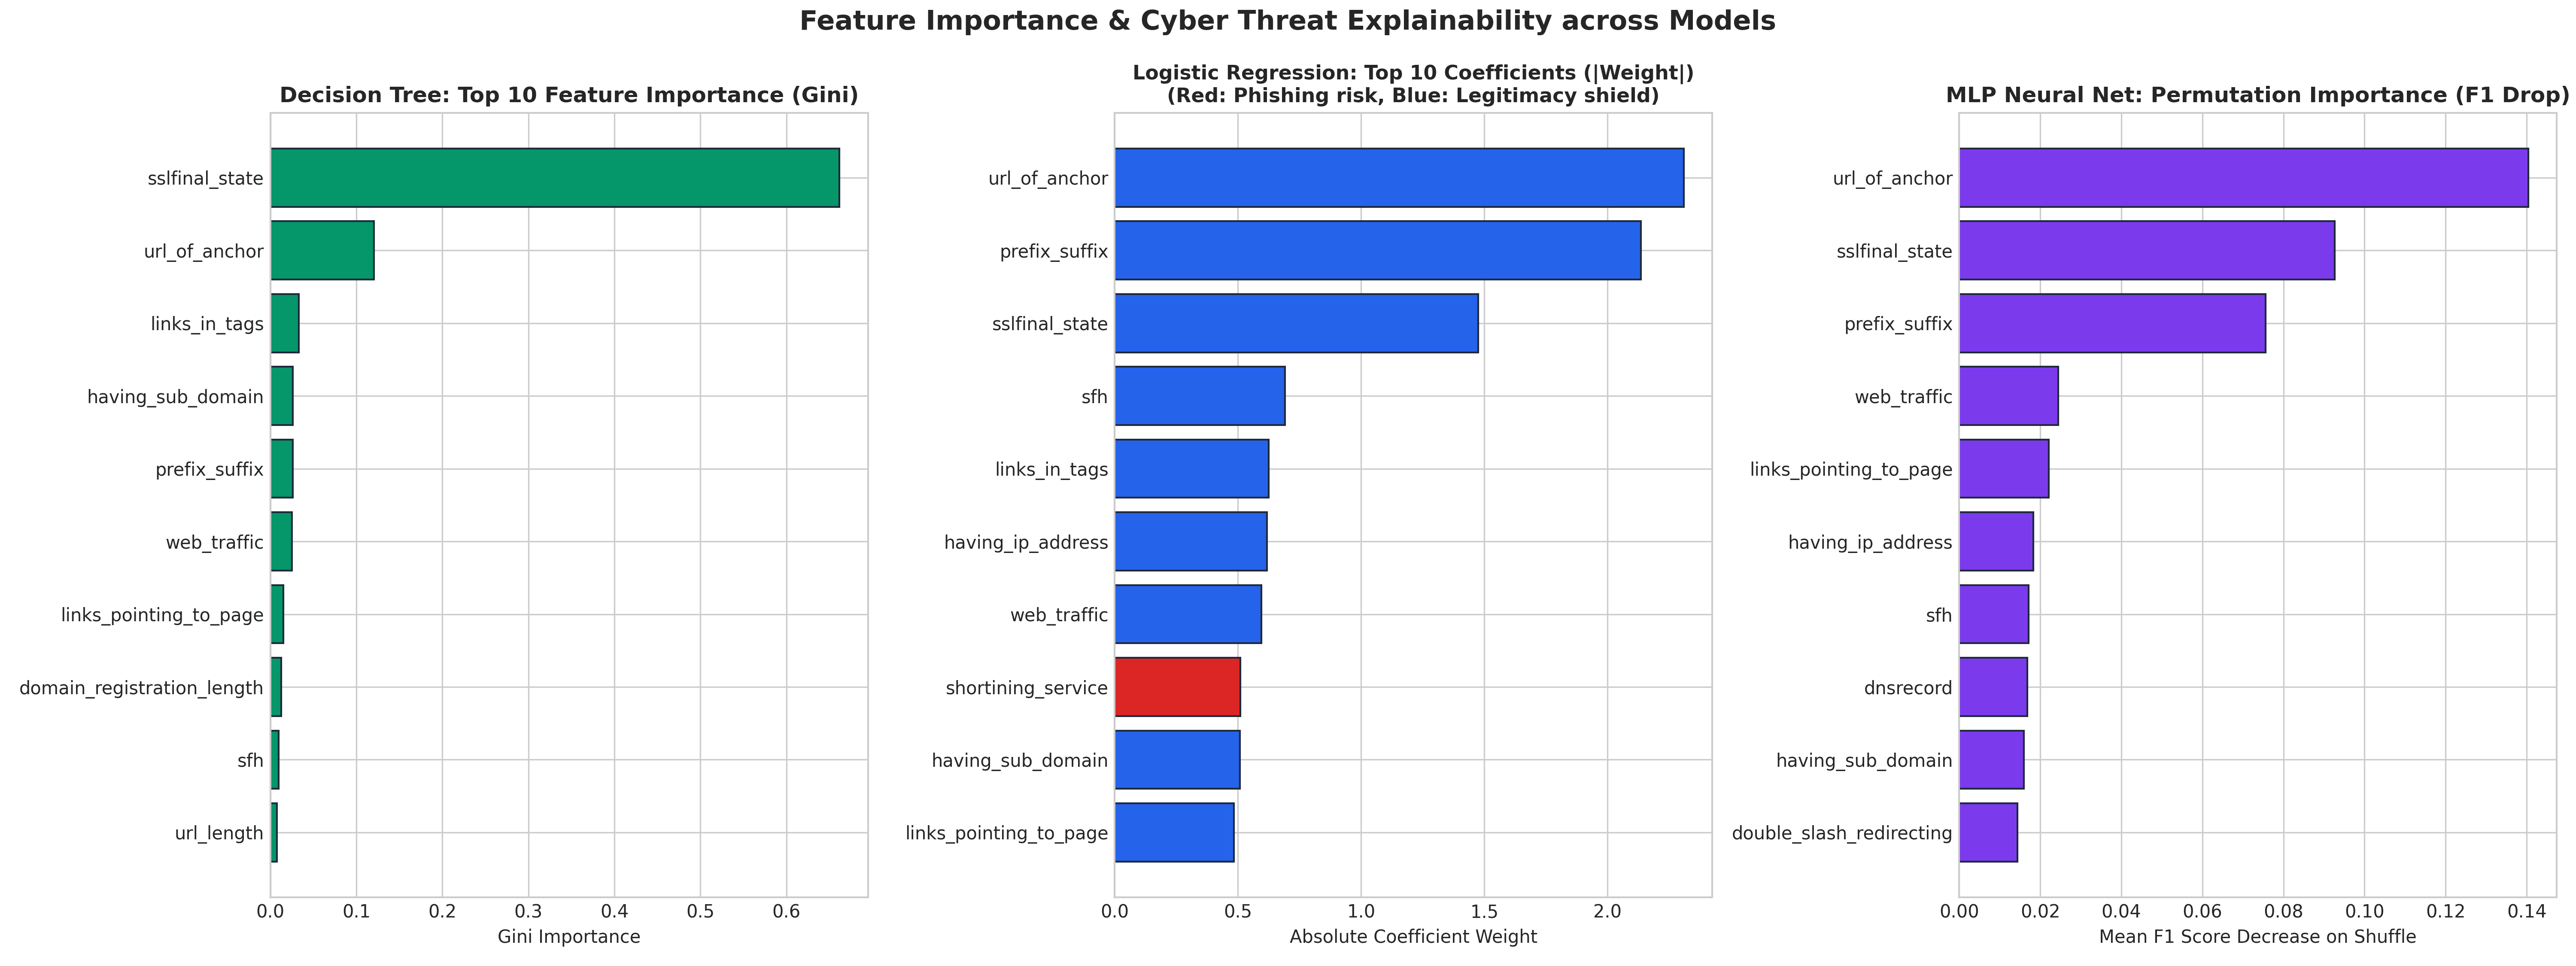 Feature Importance & Cyber Threat Explainability across Models
Decision Tree: Top 10 Feature Importance (Gini)
sslfinal_state
url_of_anchor
links_in_tags
having_sub_domain
prefix_suffix
web_traffic
links_pointing_to_page
domain_registration_length
sfh
url_length
0.0 0.1 0.2 0.3 0.4 0.5 0.6
Gini Importance
Logistic Regression: Top 10 Coefficients (|Weight|)
(Red: Phishing risk, Blue: Legitimacy shield)
url_of_anchor
prefix_suffix
sslfinal_state
sfh
links_in_tags
having_ip_address
web_traffic
shortining_service
having_sub_domain
links_pointing_to_page
0.0 0.5 1.0 1.5 2.0
Absolute Coefficient Weight
MLP Neural Net: Permutation Importance (F1 Drop)
url_of_anchor
sslfinal_state
prefix_suffix
web_traffic
links_pointing_to_page
having_ip_address
sfh
dnsrecord
having_sub_domain
double_slash_redirecting
0.00 0.02 0.04 0.06 0.08 0.10 0.12 0.14
Mean F1 Score Decrease on Shuffle